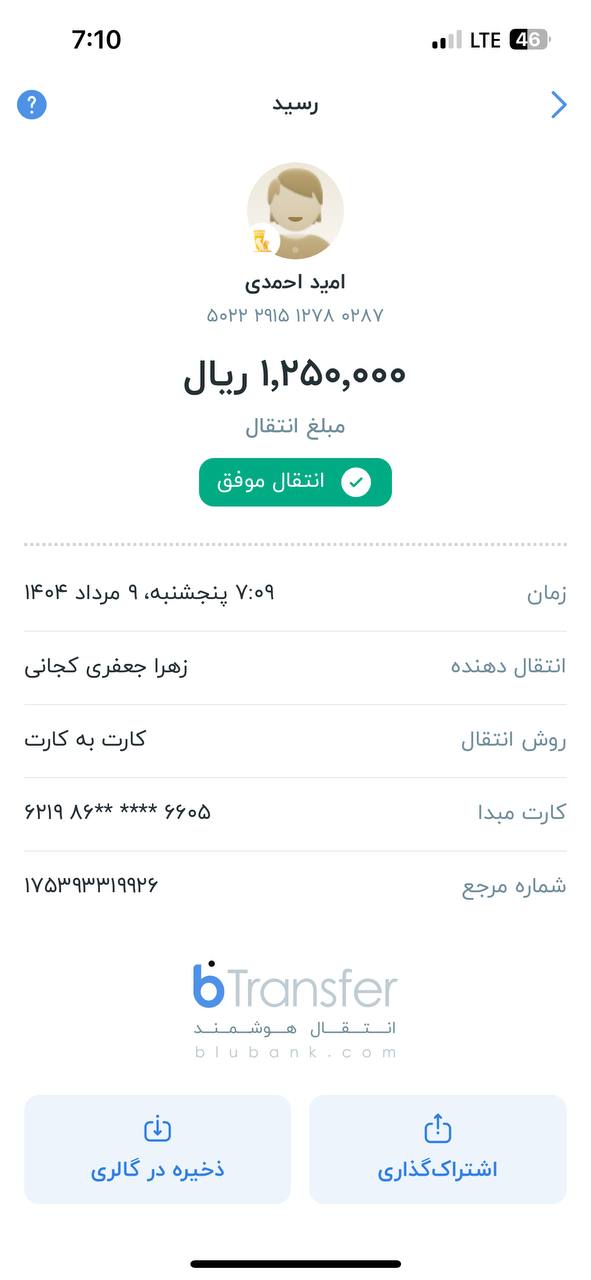 7:10
LTE
46
رسید
?
امید احمدی
۵۰۲۲ ۲۹۱۵ ۱۲۷۸ ۰۲۸۷
۱,۲۵۰,۰۰۰ ریال
مبلغ انتقال
انتقال موفق
زمان
۷:۰۹ پنجشنبه، ۹ مرداد ۱۴۰۴
انتقال دهنده
زهرا جعفری کجانی
روش انتقال
کارت به کارت
کارت مبدا
۶۲۱۹ ۸۶** **** ۶۶۰۵
شماره مرجع
۱۷۵۳۹۳۳۱۹۹۲۶
bTransfer
انـتـقـال هـوشـمـنـد
blubank.com
اشتراک‌گذاری
ذخیره در گالری